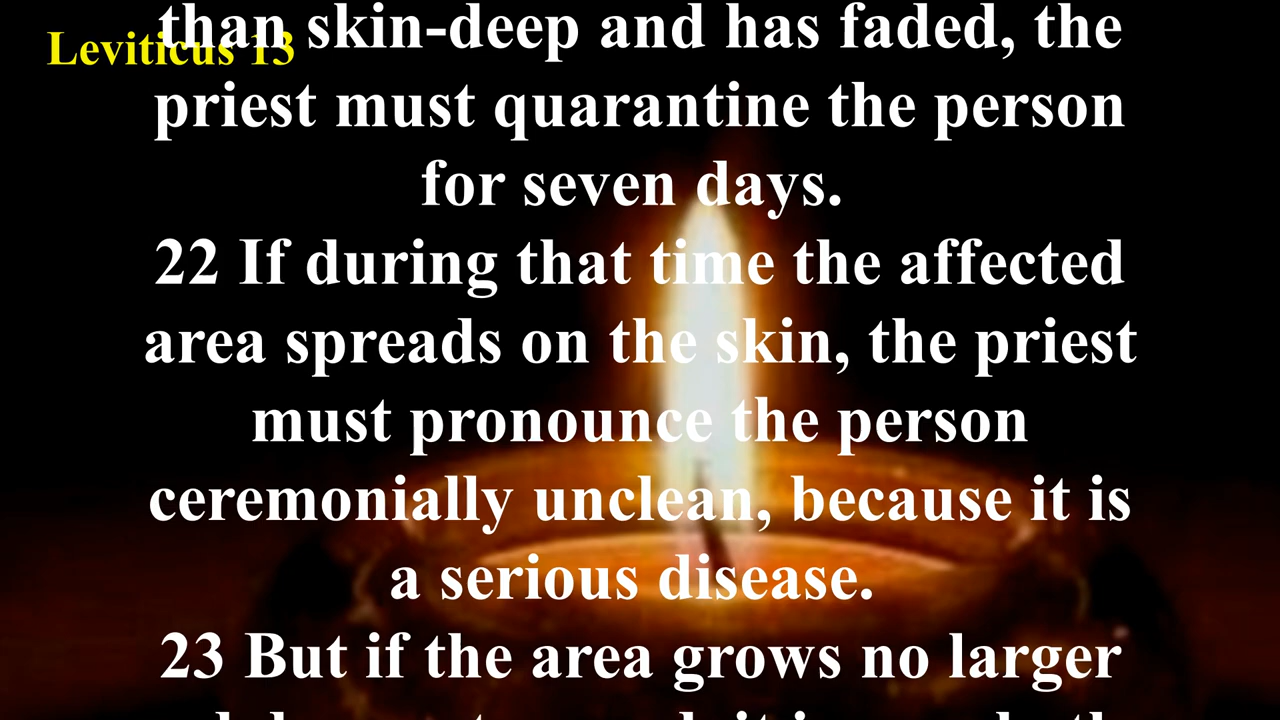 Leviticus 13
than skin-deep and has faded, the
priest must quarantine the person
for seven days.
22 If during that time the affected
area spreads on the skin, the priest
must pronounce the person
ceremonially unclean, because it is
a serious disease.
23 But if the area grows no larger